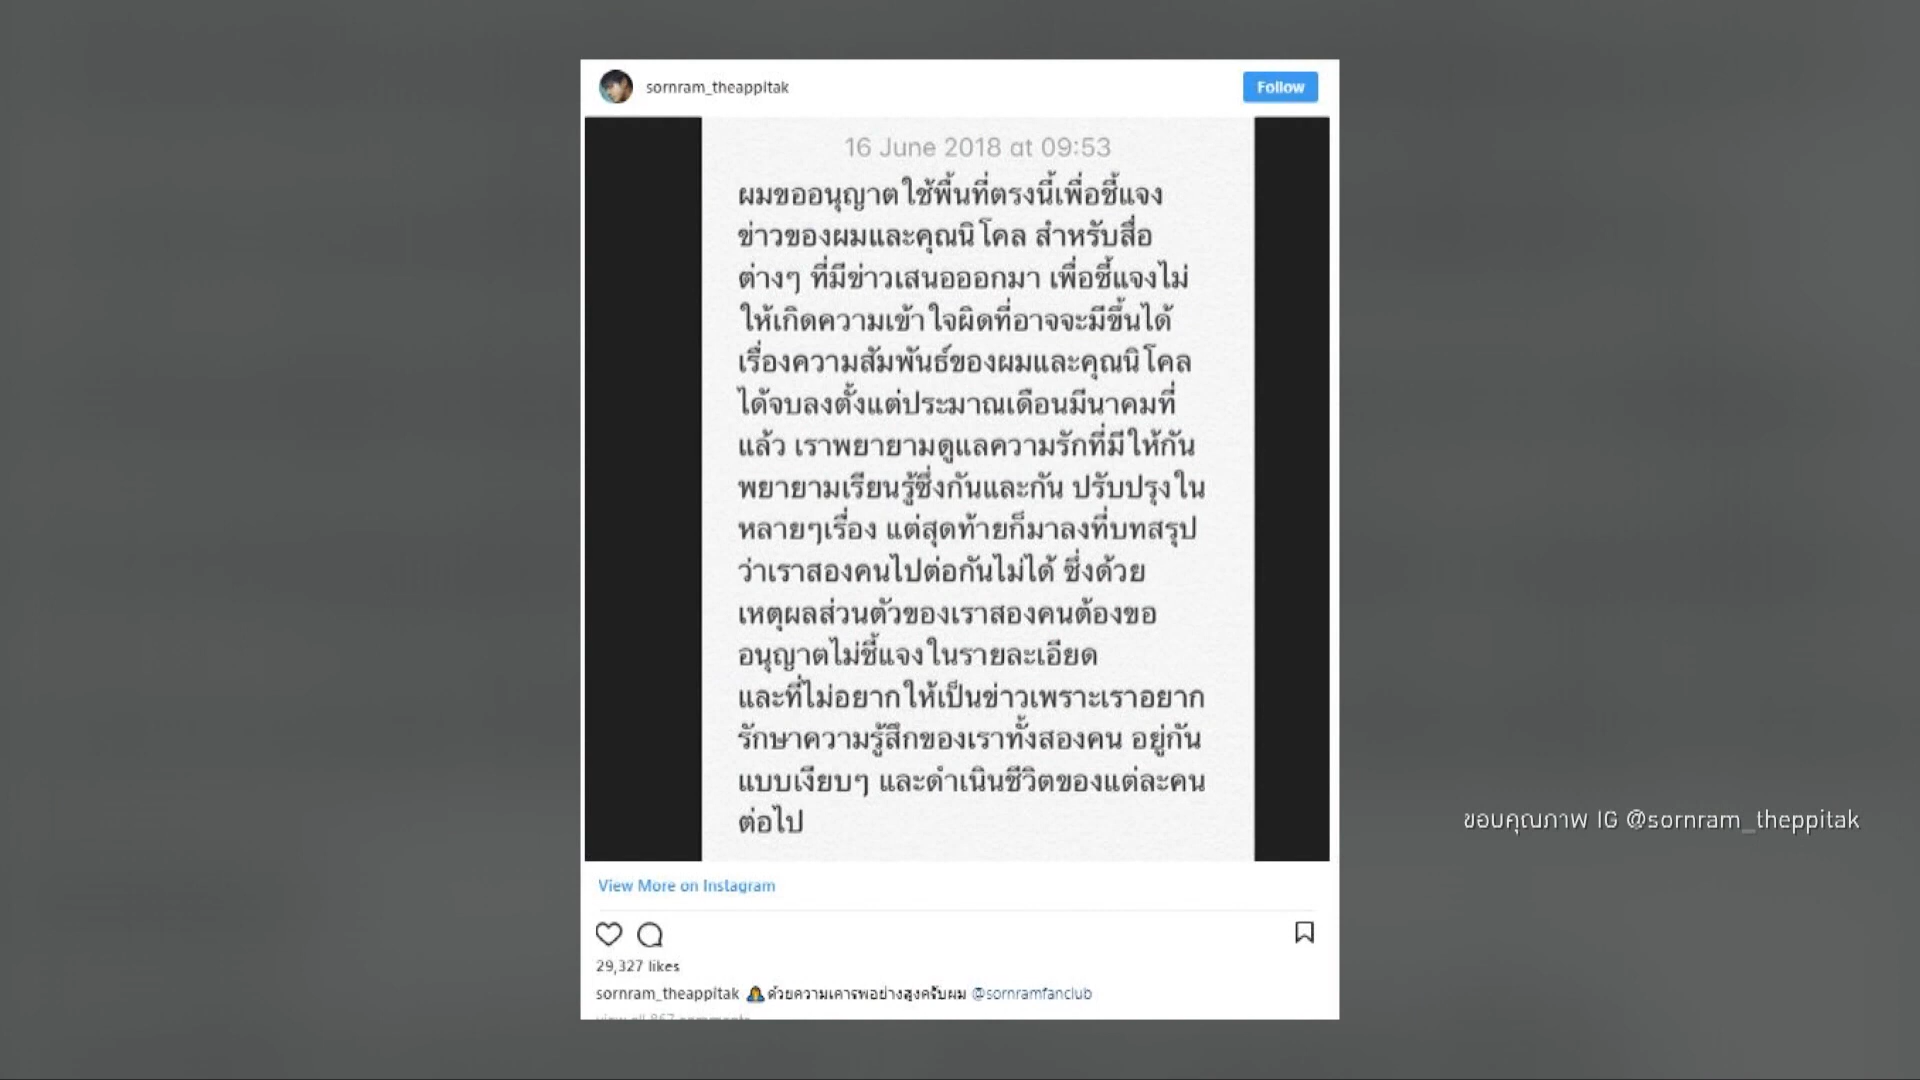 sornram_theappitak
Follow
16 June 2018 at 09:53
ผมขออนุญาตใช้พื้นที่ตรงนี้เพื่อชี้แจง
ข่าวของผมและคุณนิโคล สำหรับสื่อ
ต่างๆ ที่มีข่าวเสนอออกมา เพื่อชี้แจงไม่
ให้เกิดความเข้าใจผิดที่อาจจะมีขึ้นได้
เรื่องความสัมพันธ์ของผมและคุณนิโคล
ได้จบลงตั้งแต่ประมาณเดือนมีนาคมที่
แล้ว เราพยายามดูแลความรักที่มีให้กัน
พยายามเรียนรู้ซึ่งกันและกัน ปรับปรุงใน
หลายๆเรื่อง แต่สุดท้ายก็มาลงที่บทสรุป
ว่าเราสองคนไปต่อกันไม่ได้ ซึ่งด้วย
เหตุผลส่วนตัวของเราสองคนต้องขอ
อนุญาตไม่ชี้แจงในรายละเอียด
และที่ไม่อยากให้เป็นข่าวเพราะเราอยาก
รักษาความรู้สึกของเราทั้งสองคน อยู่กัน
แบบเงียบๆ และดำเนินชีวิตของแต่ละคน
ต่อไป
View More on Instagram
29,327 likes
sornram_theappitak ด้วยความเคารพอย่างสูงครับผม @sornramfanclub
view all 867 comments
ขอบคุณภาพ IG @sornram_theppitak